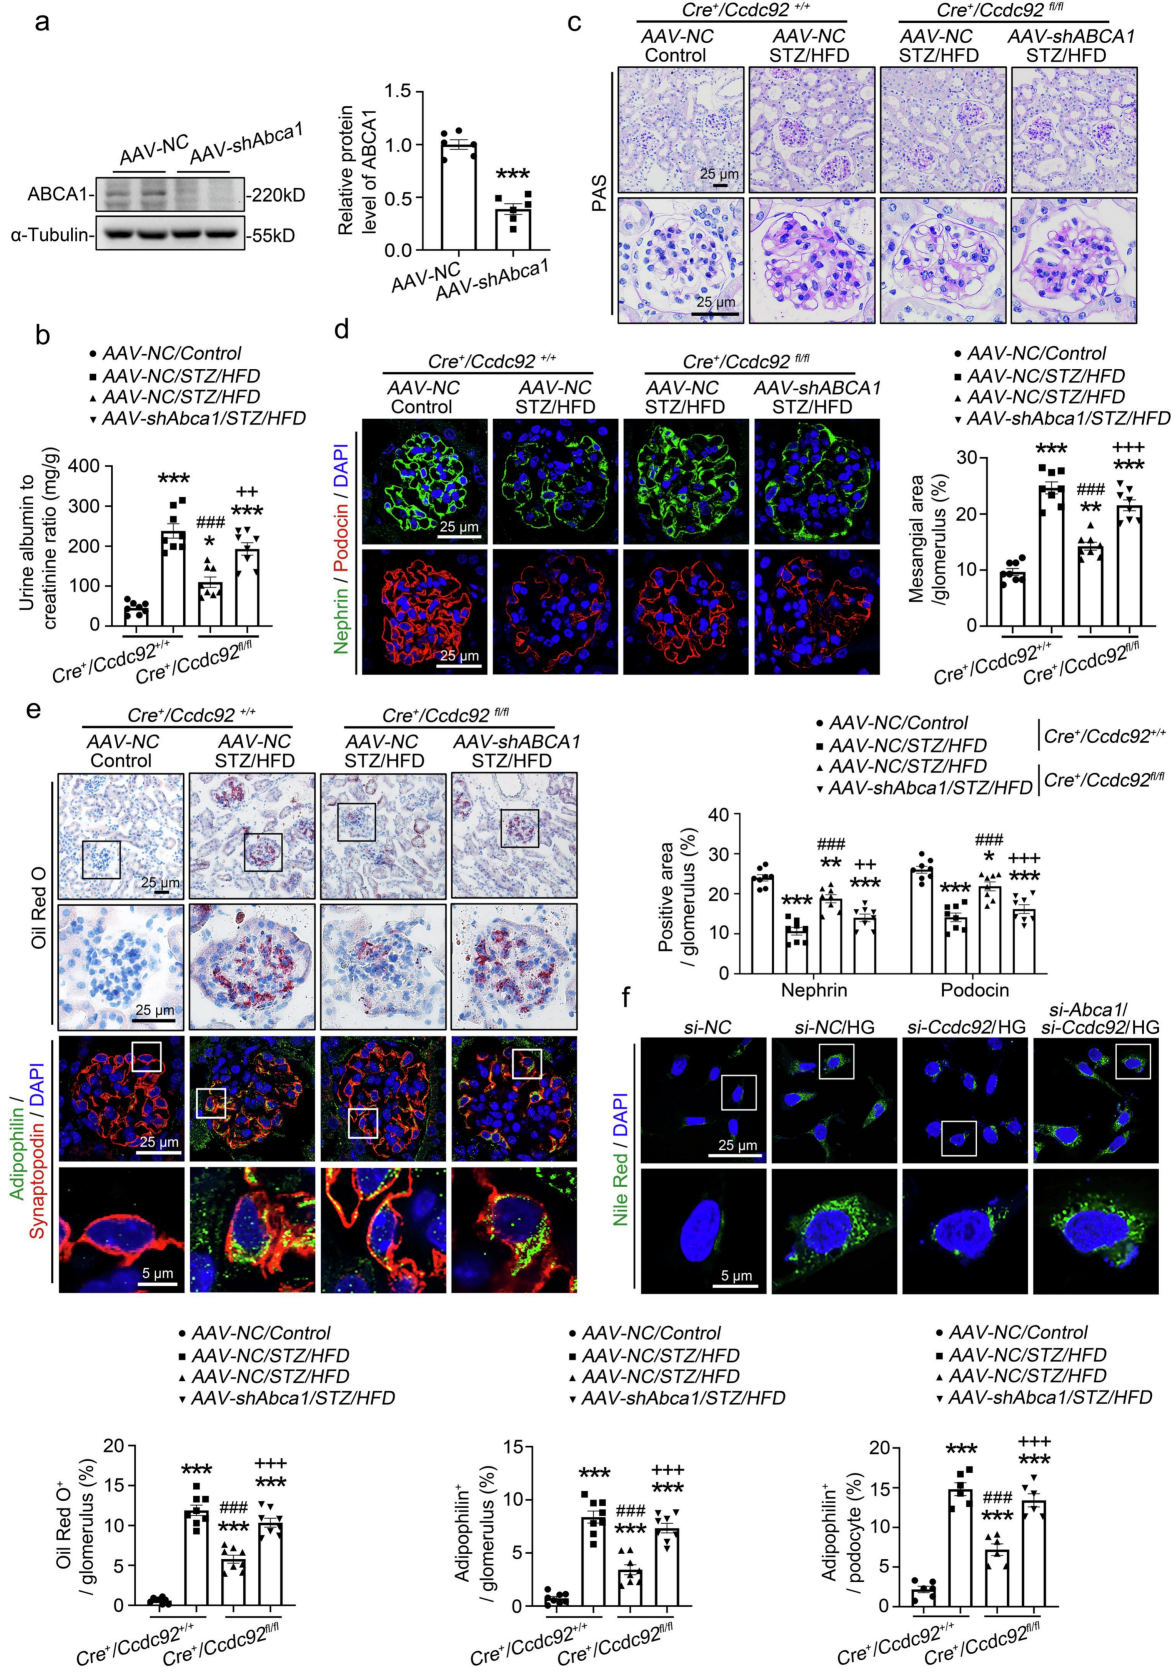 a
AAV-NC
AAV-shAbca1
ABCA1-
-220kD
α-Tubulin-
-55kD
Relative protein
level of ABCA1
1.5
1.0
0.5
0.0
***
AAV-NC
AAV-shAbca1
c
Cre+/Ccdc92 +/+
Cre+/Ccdc92 fl/fl
AAV-NC
Control
AAV-NC
STZ/HFD
AAV-NC
STZ/HFD
AAV-shABCA1
STZ/HFD
PAS
25 μm
25 μm
b
● AAV-NC/Control
■ AAV-NC/STZ/HFD
▲ AAV-NC/STZ/HFD
▼ AAV-shAbca1/STZ/HFD
Urine albumin to
creatinine ratio (mg/g)
400
300
200
100
0
***
###
*
++
***
Cre+/Ccdc92+/+
Cre+/Ccdc92fl/fl
d
Cre+/Ccdc92 +/+
Cre+/Ccdc92 fl/fl
AAV-NC
Control
AAV-NC
STZ/HFD
AAV-NC
STZ/HFD
AAV-shABCA1
STZ/HFD
Nephrin / Podocin / DAPI
25 μm
25 μm
● AAV-NC/Control
■ AAV-NC/STZ/HFD
▲ AAV-NC/STZ/HFD
▼ AAV-shAbca1/STZ/HFD
Mesangial area
/glomerulus (%)
30
20
10
0
***
###
**
+++
***
Cre+/Ccdc92+/+
Cre+/Ccdc92fl/fl
e
Cre+/Ccdc92 +/+
Cre+/Ccdc92 fl/fl
AAV-NC
Control
AAV-NC
STZ/HFD
AAV-NC
STZ/HFD
AAV-shABCA1
STZ/HFD
Oil Red O
25 μm
25 μm
Adipophilin /
Synaptopodin / DAPI
25 μm
5 μm
● AAV-NC/Control
■ AAV-NC/STZ/HFD
Cre+/Ccdc92+/+
▲ AAV-NC/STZ/HFD
▼ AAV-shAbca1/STZ/HFD
Cre+/Ccdc92fl/fl
Positive area
/ glomerulus (%)
40
30
20
10
0
***
###
**
++
***
***
###
*
+++
***
Nephrin
Podocin
f
si-NC
si-NC/HG
si-Ccdc92/HG
si-Abca1/
si-Ccdc92/HG
Nile Red / DAPI
25 μm
5 μm
● AAV-NC/Control
■ AAV-NC/STZ/HFD
▲ AAV-NC/STZ/HFD
▼ AAV-shAbca1/STZ/HFD
Oil Red O+
/ glomerulus (%)
20
15
10
5
0
***
###
***
+++
***
Cre+/Ccdc92+/+
Cre+/Ccdc92fl/fl
● AAV-NC/Control
■ AAV-NC/STZ/HFD
▲ AAV-NC/STZ/HFD
▼ AAV-shAbca1/STZ/HFD
Adipophilin+
/ glomerulus (%)
15
10
5
0
***
###
***
+++
***
Cre+/Ccdc92+/+
Cre+/Ccdc92fl/fl
● AAV-NC/Control
■ AAV-NC/STZ/HFD
▲ AAV-NC/STZ/HFD
▼ AAV-shAbca1/STZ/HFD
Adipophilin+
/ podocyte (%)
20
15
10
5
0
***
###
***
+++
***
Cre+/Ccdc92+/+
Cre+/Ccdc92fl/fl